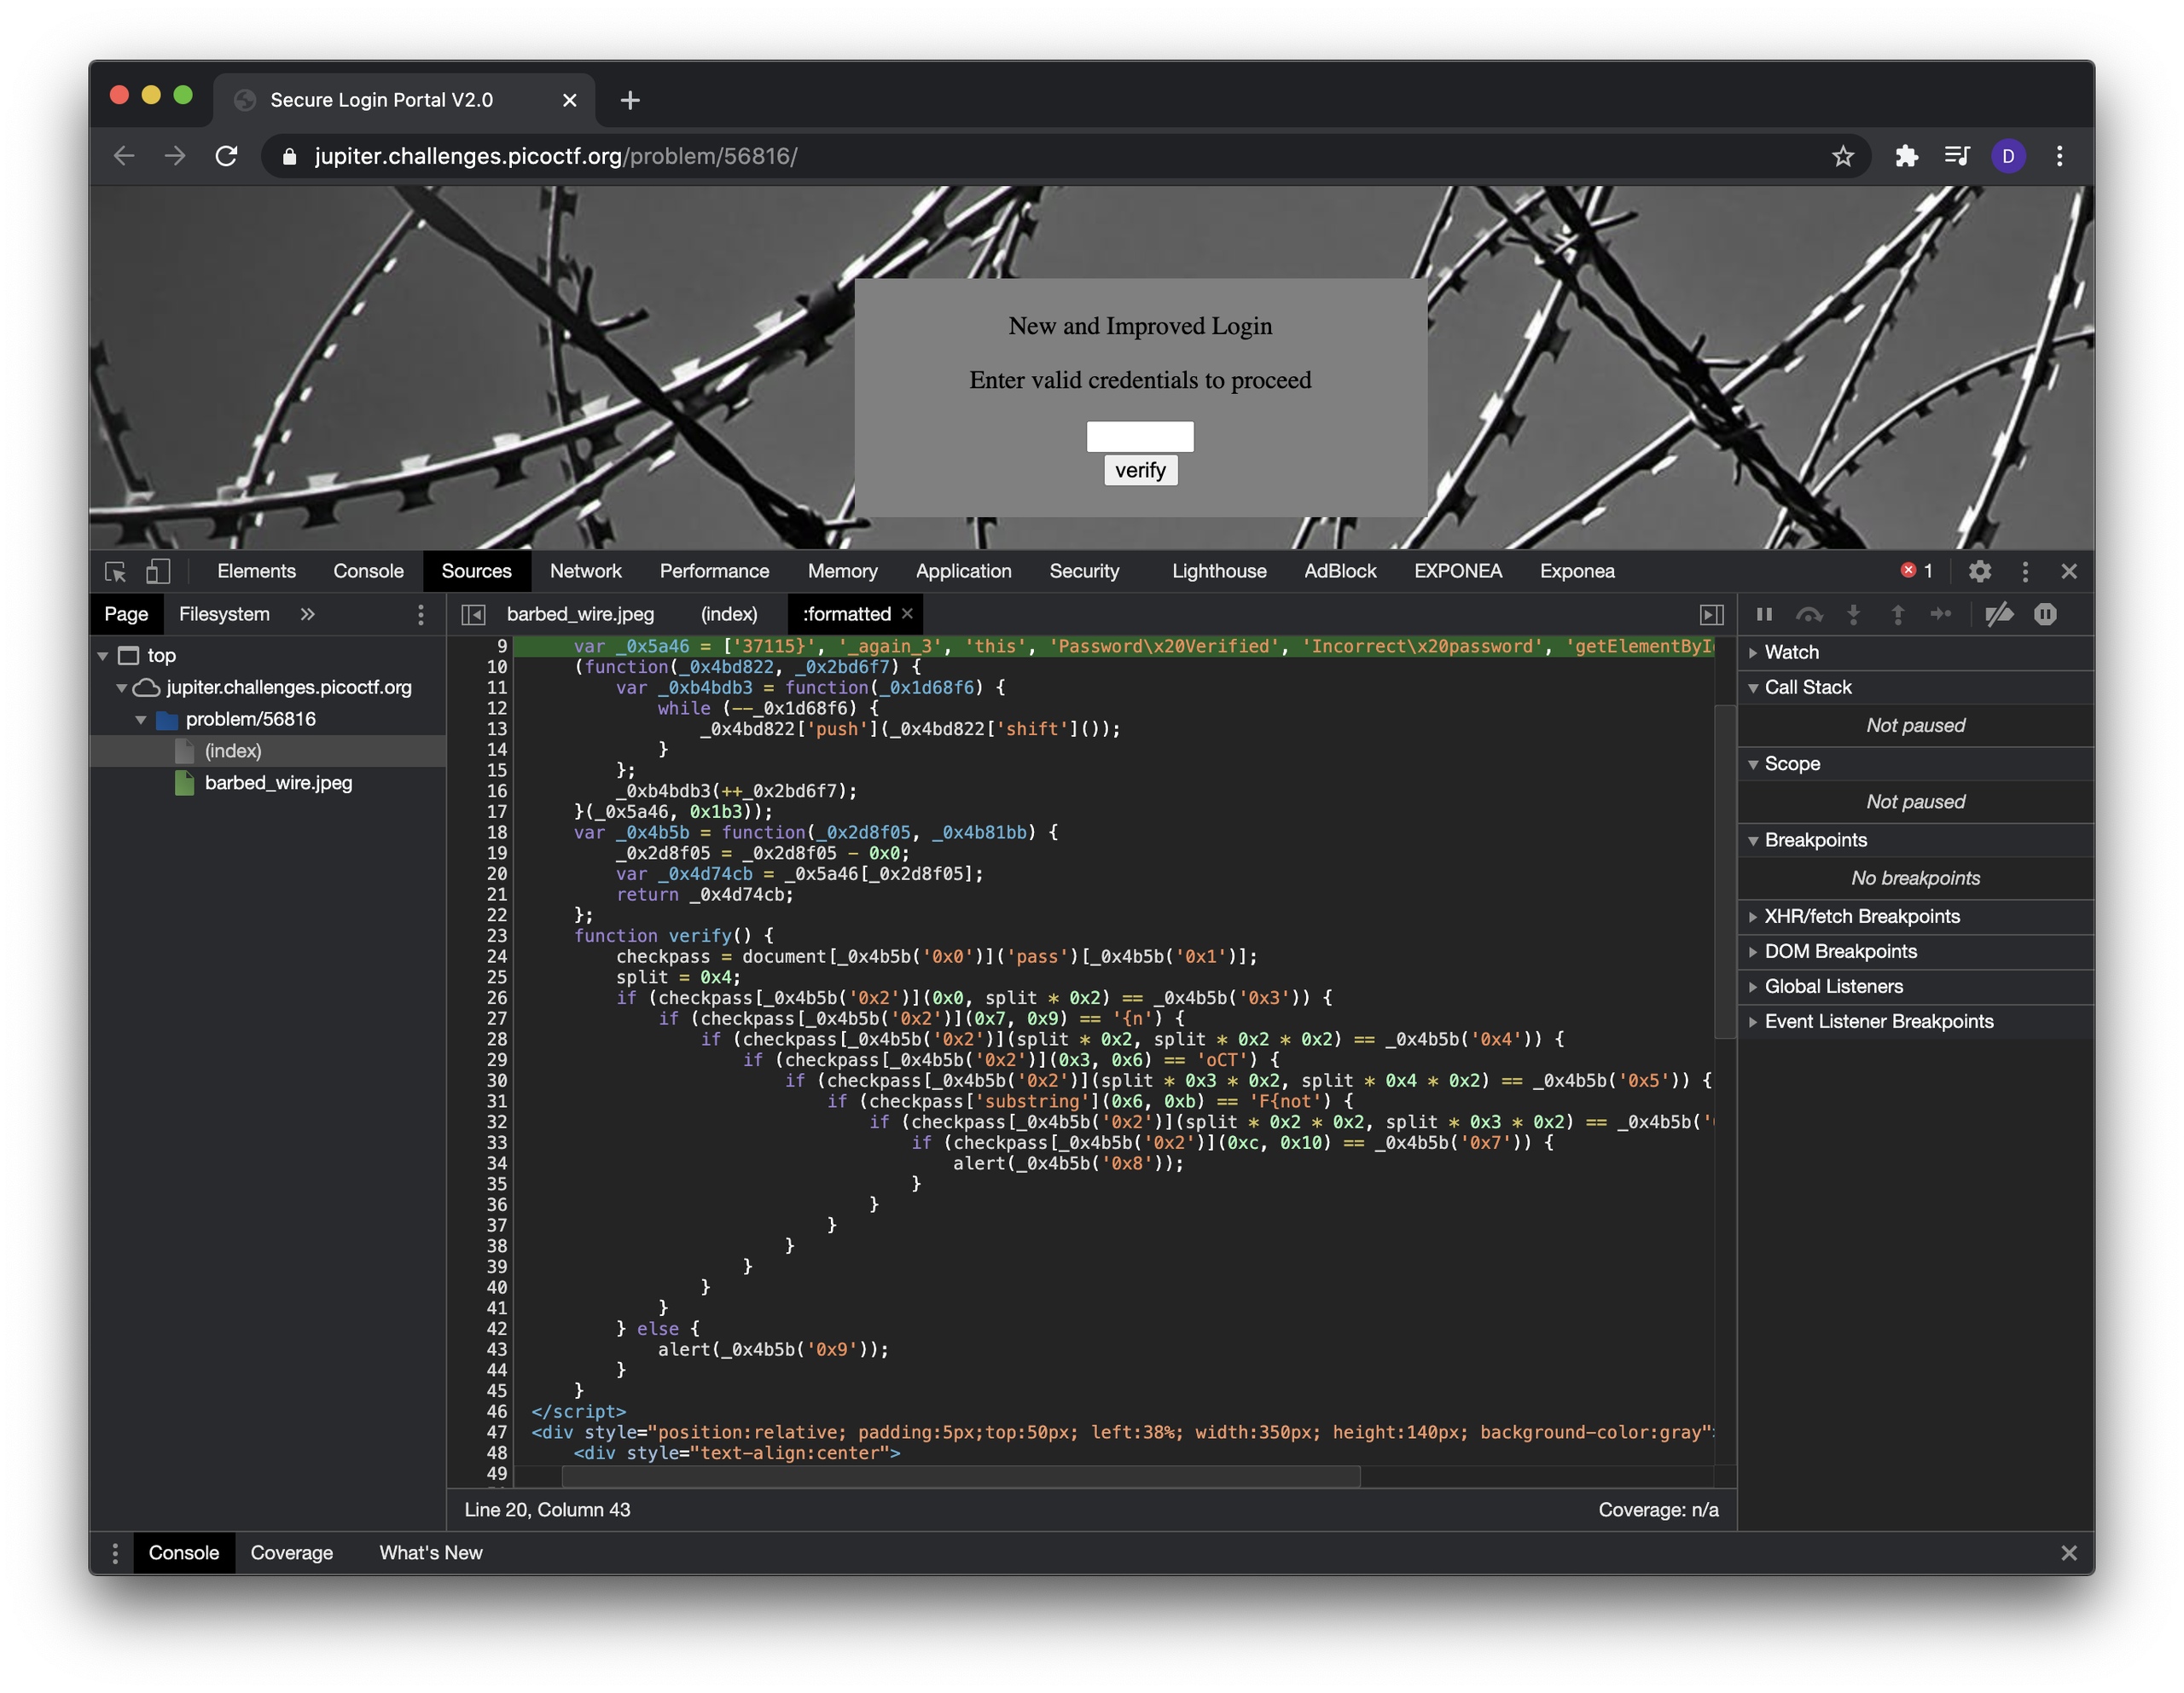 Secure Login Portal V2.0
jupiter.challenges.picoctf.org/problem/56816/
D
New and Improved Login
Enter valid credentials to proceed
verify
Elements Console Sources Network Performance Memory Application Security Lighthouse AdBlock EXPONEA Exponea 1
Page Filesystem »
top
jupiter.challenges.picoctf.org
problem/56816
(index)
barbed_wire.jpeg
barbed_wire.jpeg (index) :formatted
9 var _0x5a46 = ['37115}', '_again_3', 'this', 'Password\x20Verified', 'Incorrect\x20password', 'getElementById
10 (function(_0x4bd822, _0x2bd6f7) {
11 var _0xb4bdb3 = function(_0x1d68f6) {
12 while (--_0x1d68f6) {
13 _0x4bd822['push'](_0x4bd822['shift']());
14 }
15 };
16 _0xb4bdb3(++_0x2bd6f7);
17 }(_0x5a46, 0x1b3));
18 var _0x4b5b = function(_0x2d8f05, _0x4b81bb) {
19 _0x2d8f05 = _0x2d8f05 - 0x0;
20 var _0x4d74cb = _0x5a46[_0x2d8f05];
21 return _0x4d74cb;
22 };
23 function verify() {
24 checkpass = document[_0x4b5b('0x0')]('pass')[_0x4b5b('0x1')];
25 split = 0x4;
26 if (checkpass[_0x4b5b('0x2')](0x0, split * 0x2) == _0x4b5b('0x3')) {
27 if (checkpass[_0x4b5b('0x2')](0x7, 0x9) == '{n') {
28 if (checkpass[_0x4b5b('0x2')](split * 0x2, split * 0x2 * 0x2) == _0x4b5b('0x4')) {
29 if (checkpass[_0x4b5b('0x2')](0x3, 0x6) == 'oCT') {
30 if (checkpass[_0x4b5b('0x2')](split * 0x3 * 0x2, split * 0x4 * 0x2) == _0x4b5b('0x5')) {
31 if (checkpass['substring'](0x6, 0xb) == 'F{not') {
32 if (checkpass[_0x4b5b('0x2')](split * 0x2 * 0x2, split * 0x3 * 0x2) == _0x4b5b('
33 if (checkpass[_0x4b5b('0x2')](0xc, 0x10) == _0x4b5b('0x7')) {
34 alert(_0x4b5b('0x8'));
35 }
36 }
37 }
38 }
39 }
40 }
41 }
42 } else {
43 alert(_0x4b5b('0x9'));
44 }
45 }
46 </script>
47 <div style="position:relative; padding:5px;top:50px; left:38%; width:350px; height:140px; background-color:gray"
48 <div style="text-align:center">
49
Line 20, Column 43
Coverage: n/a
Watch
Call Stack
Not paused
Scope
Not paused
Breakpoints
No breakpoints
XHR/fetch Breakpoints
DOM Breakpoints
Global Listeners
Event Listener Breakpoints
Console Coverage What's New